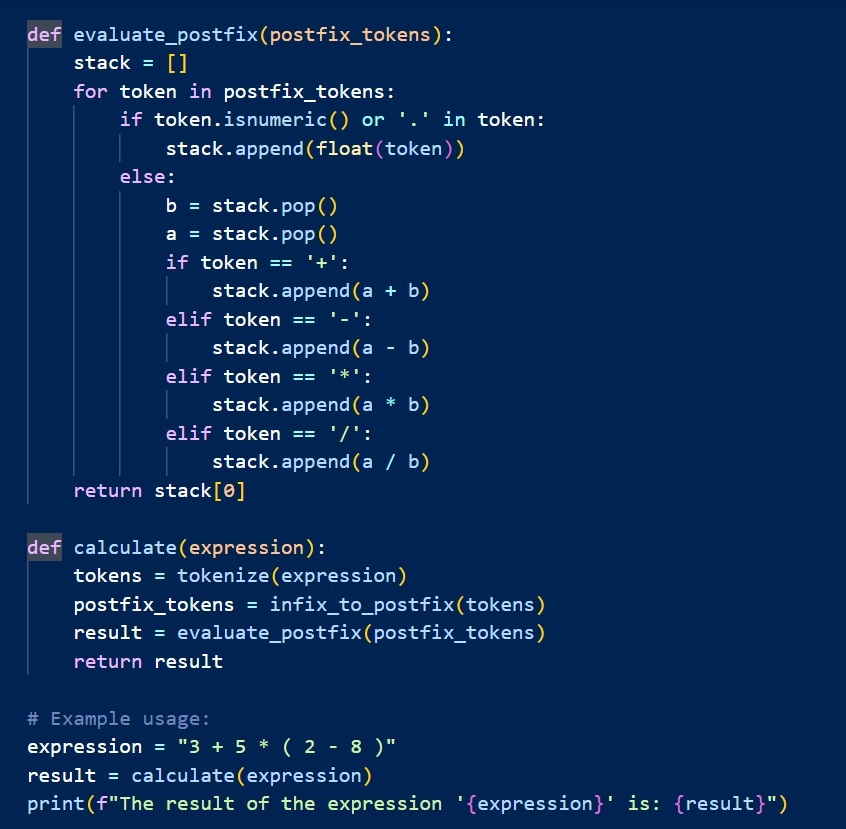 def evaluate_postfix(postfix_tokens):
    stack = []
    for token in postfix_tokens:
        if token.isnumeric() or '.' in token:
            stack.append(float(token))
        else:
            b = stack.pop()
            a = stack.pop()
            if token == '+':
                stack.append(a + b)
            elif token == '-':
                stack.append(a - b)
            elif token == '*':
                stack.append(a * b)
            elif token == '/':
                stack.append(a / b)
    return stack[0]

def calculate(expression):
    tokens = tokenize(expression)
    postfix_tokens = infix_to_postfix(tokens)
    result = evaluate_postfix(postfix_tokens)
    return result

# Example usage:
expression = "3 + 5 * ( 2 - 8 )"
result = calculate(expression)
print(f"The result of the expression '{expression}' is: {result}")